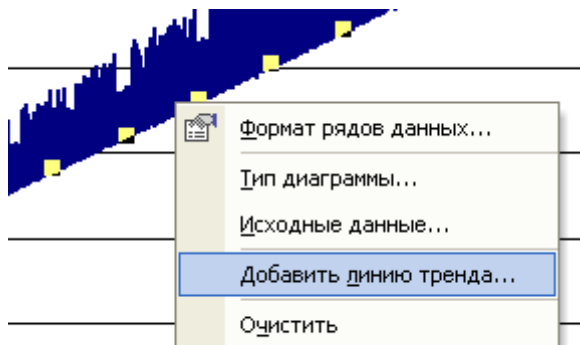 Формат рядов данных...
Тип диаграммы...
Исходные данные...
Добавить линию тренда...
Очистить